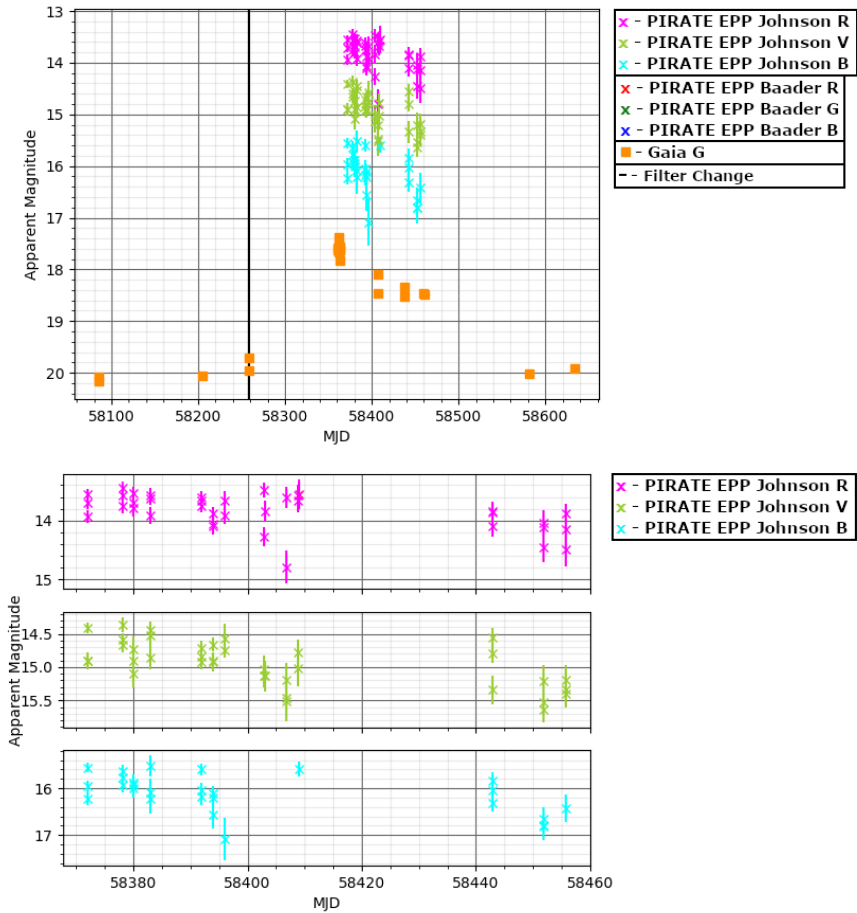 13
14
15
16
17
18
19
20
Apparent Magnitude
58100 58200 58300 58400 58500 58600
MJD
x - PIRATE EPP Johnson R
x - PIRATE EPP Johnson V
x - PIRATE EPP Johnson B
x - PIRATE EPP Baader R
x - PIRATE EPP Baader G
x - PIRATE EPP Baader B
- Gaia G
- Filter Change
14
15
14.5
15.0
15.5
16
17
Apparent Magnitude
58380 58400 58420 58440 58460
MJD
x - PIRATE EPP Johnson R
x - PIRATE EPP Johnson V
x - PIRATE EPP Johnson B